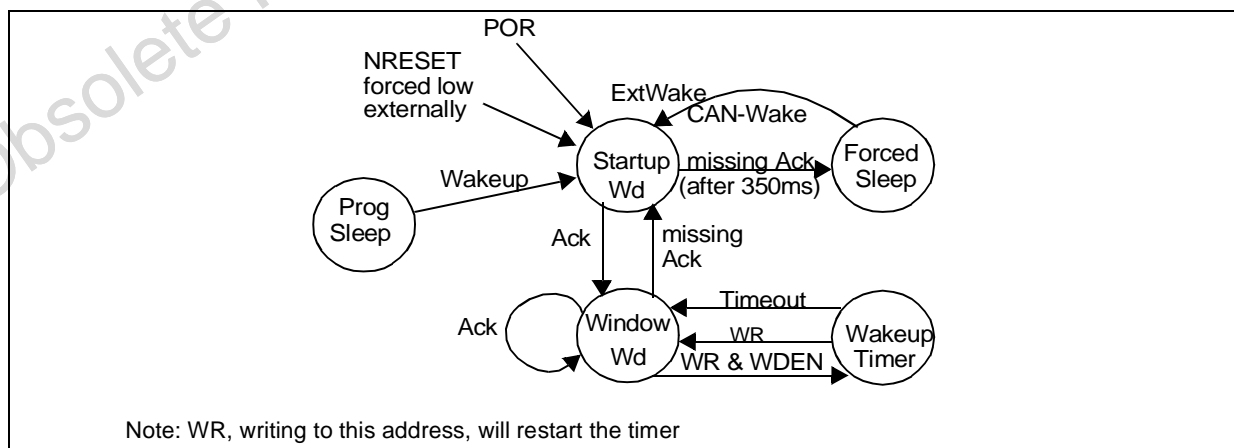 obsolete
POR
NRESET
forced low
externally
ExtWake
CAN-Wake
Startup
Wd
missing Ack
(after 350ms)
Forced
Sleep
Wakeup
Prog
Sleep
Ack
missing
Ack
Timeout
Ack
Window
Wd
WR
Wakeup
Timer
WR & WDEN
Note: WR, writing to this address, will restart the timer